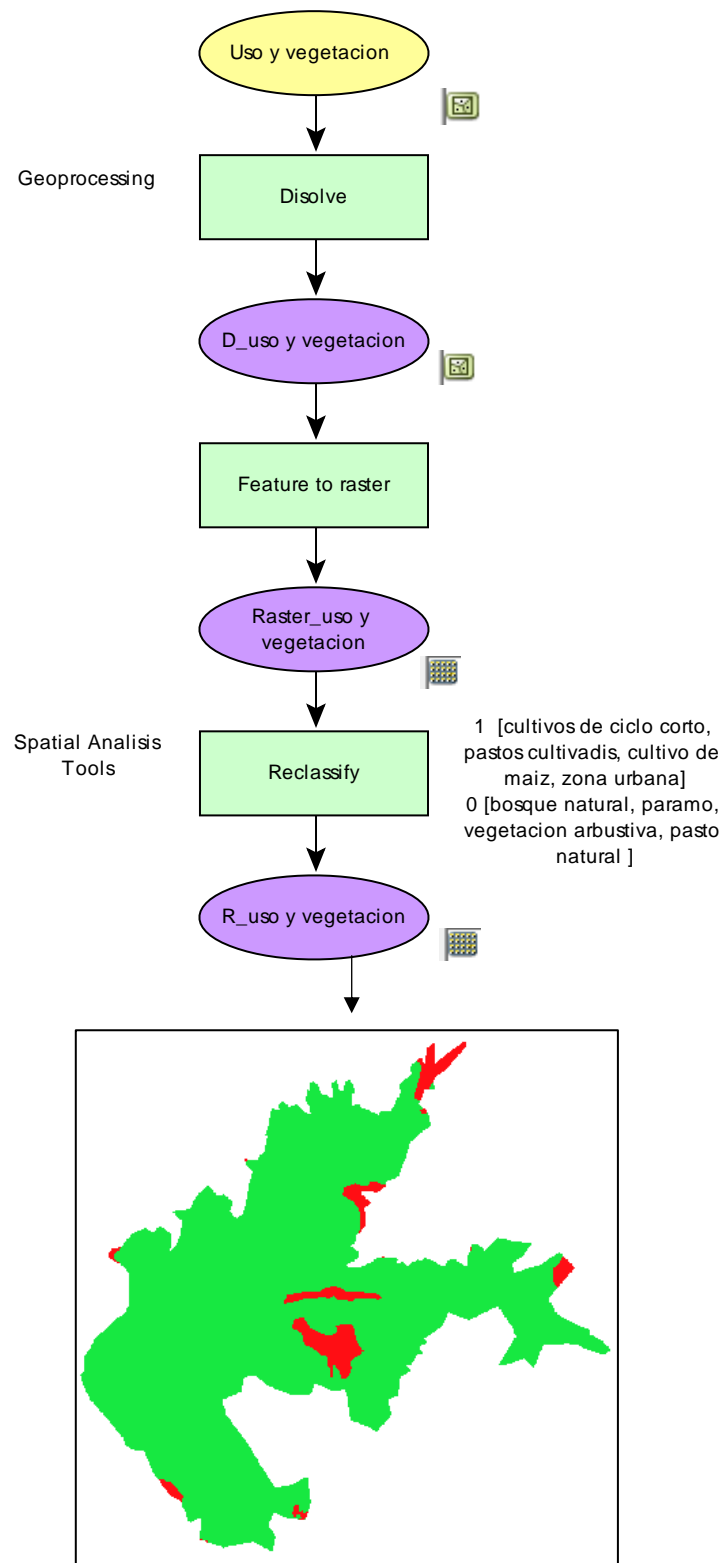 Uso y vegetacion
Geoprocessing
Disolve
D_uso y vegetacion
Feature to raster
Raster_uso y
vegetacion
Spatial Analisis
Tools
Reclassify
1 [cultivos de ciclo corto,
pastos cultivadis, cultivo de
maiz, zona urbana]
0 [bosque natural, paramo,
vegetacion arbustiva, pasto
natural ]
R_uso y vegetacion